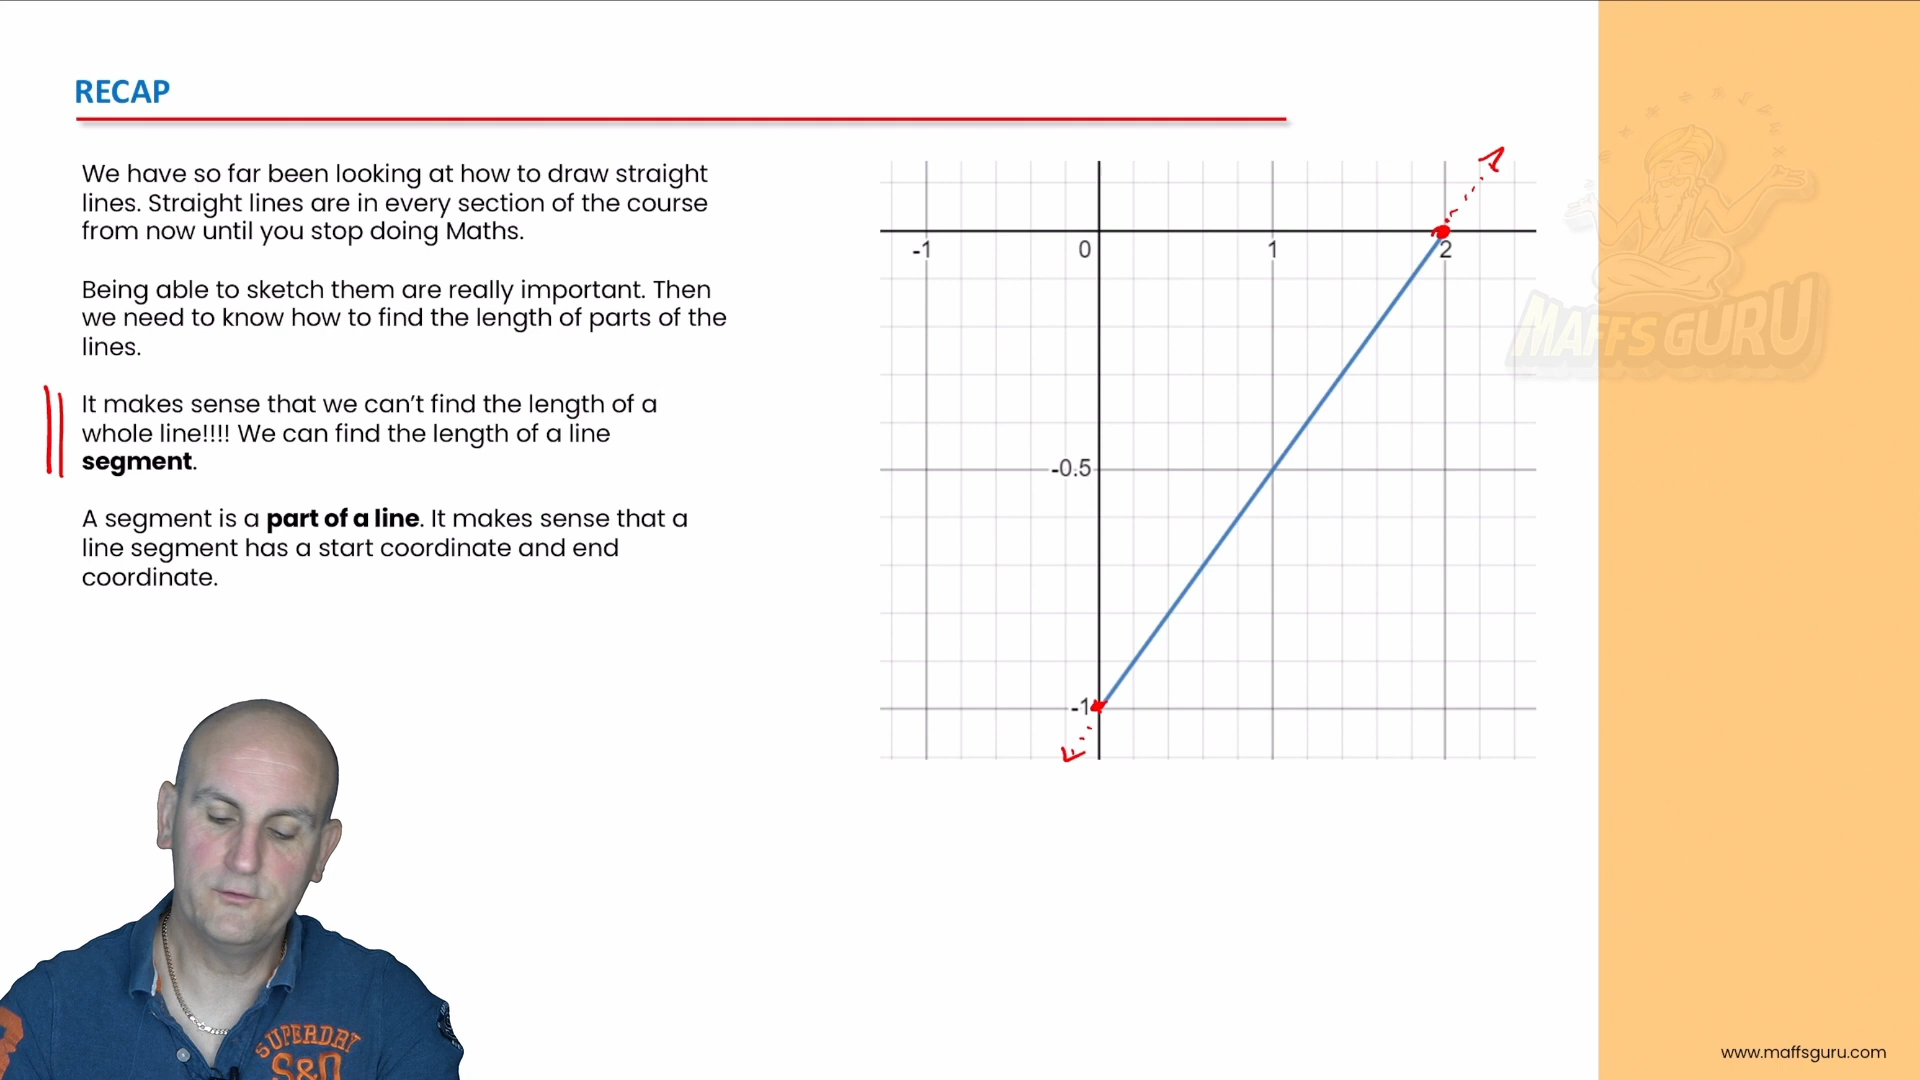 RECAP
We have so far been looking at how to draw straight
lines. Straight lines are in every section of the course
from now until you stop doing Maths.
Being able to sketch them are really important. Then
we need to know how to find the length of parts of the
lines.
It makes sense that we can’t find the length of a
whole line!!!! We can find the length of a line
segment.
A segment is a part of a line. It makes sense that a
line segment has a start coordinate and end
coordinate.
-1 0 1 2
-0.5
-1
MAFFS GURU
SUPERDRY
S&D
www.maffsguru.com